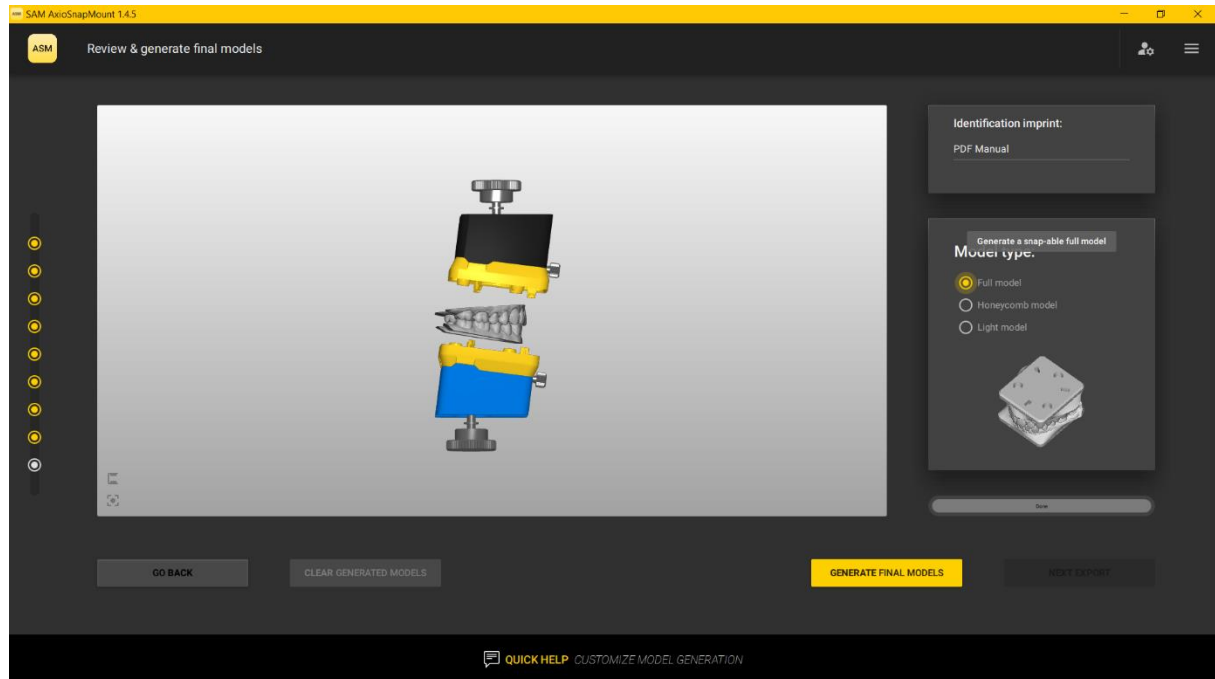 SAM AxioSnapMount 1.4.5
ASM
Review & generate final models
Identification imprint:
PDF Manual
Generate a snap-able full model
Model type:
Full model
Honeycomb model
Light model
Done
GO BACK
CLEAR GENERATED MODELS
GENERATE FINAL MODELS
NEXT EXPORT
QUICK HELP CUSTOMIZE MODEL GENERATION